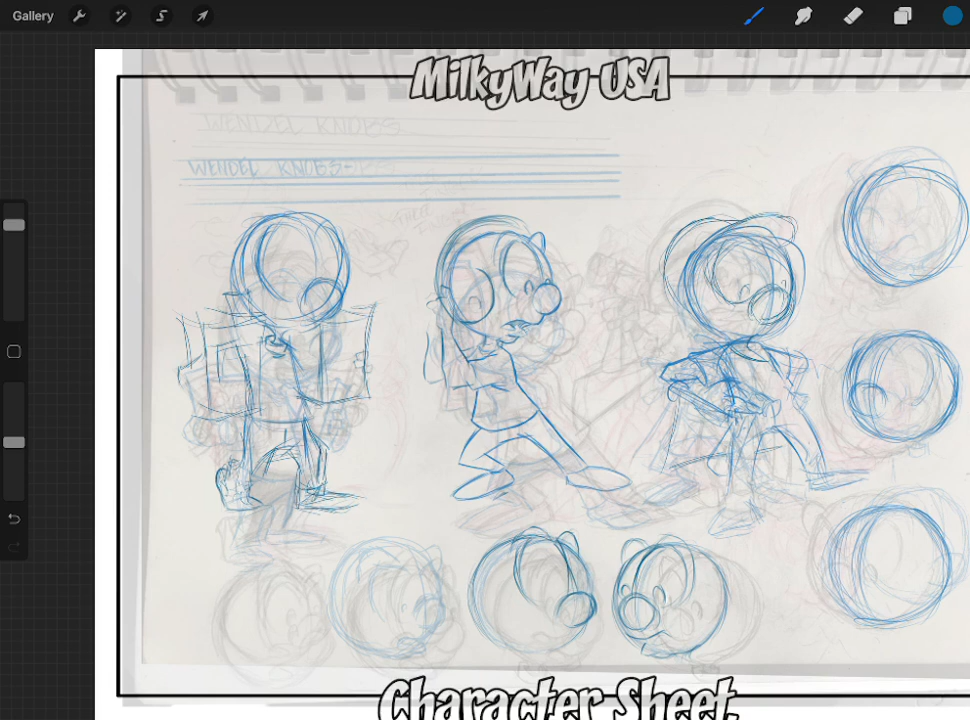 Gallery
MilkyWay USA
WENDEL KNOBS
WENDEL KNOBS-
Character Sheet